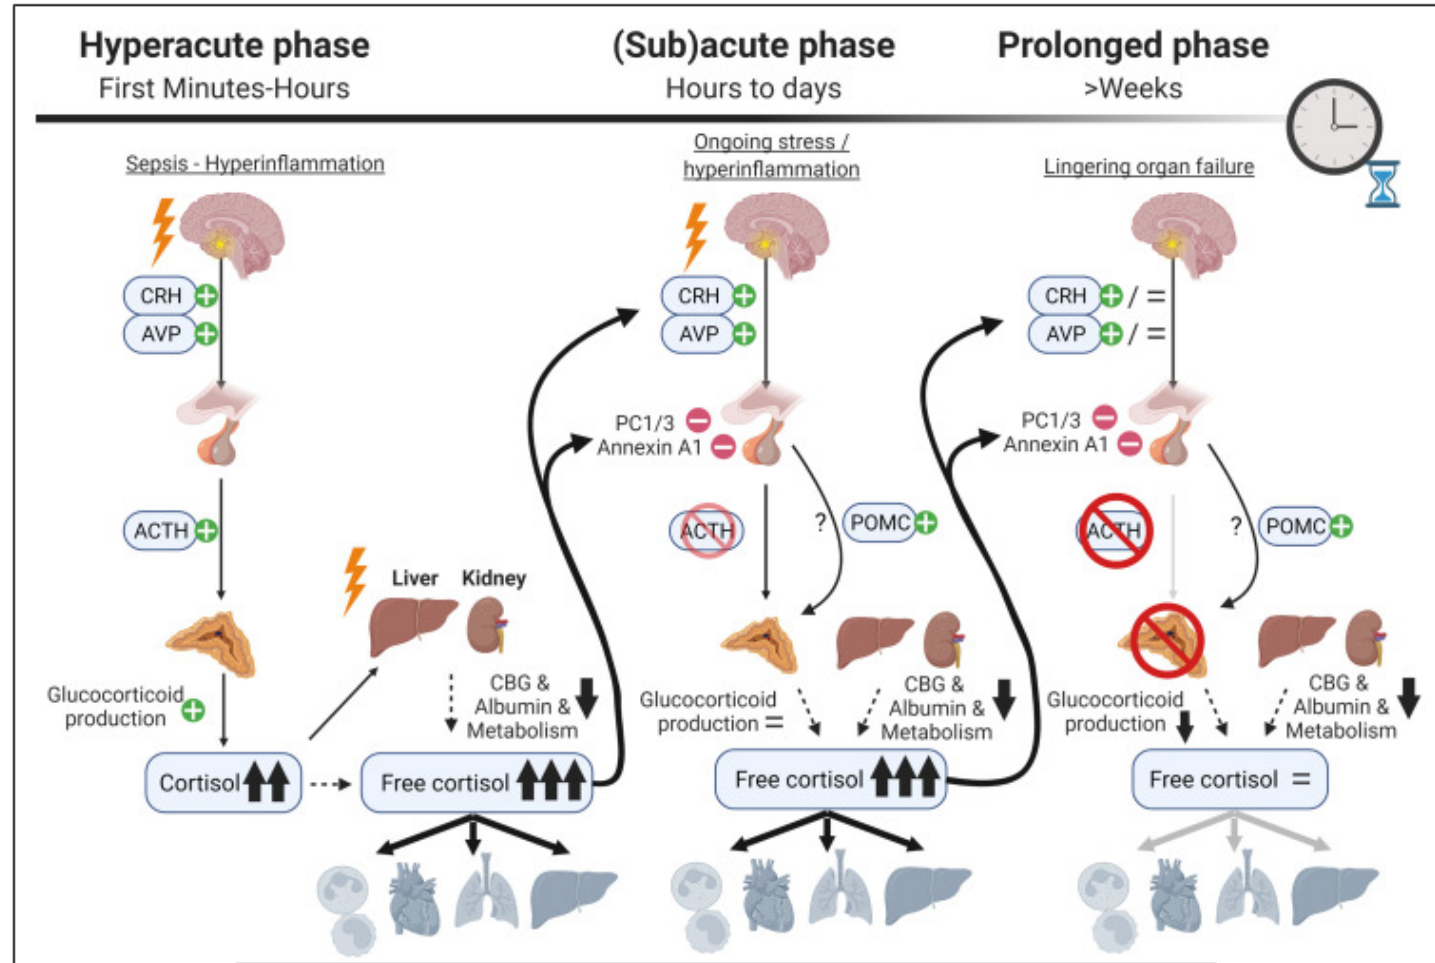 Hyperacute phase
First Minutes-Hours
(Sub)acute phase
Hours to days
Prolonged phase
>Weeks
Sepsis - Hyperinflammation
CRH +
AVP +
ACTH +
Glucocorticoid
production +
Cortisol
Liver Kidney
CBG &
Albumin &
Metabolism
Free cortisol
Ongoing stress /
hyperinflammation
CRH +
AVP +
PC1/3 −
Annexin A1 −
ACTH
? POMC +
Glucocorticoid
production =
CBG &
Albumin &
Metabolism
Free cortisol
Lingering organ failure
CRH + / =
AVP + / =
PC1/3 −
Annexin A1 −
ACTH
? POMC +
Glucocorticoid
production
CBG &
Albumin &
Metabolism
Free cortisol =